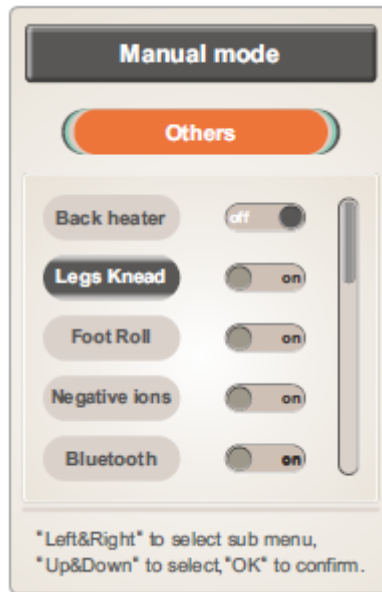 Manual mode
Others
Back heater off
Legs Knead on
Foot Roll on
Negative ions on
Bluetooth on
"Left&Right" to select sub menu,
"Up&Down" to select,"OK" to confirm.